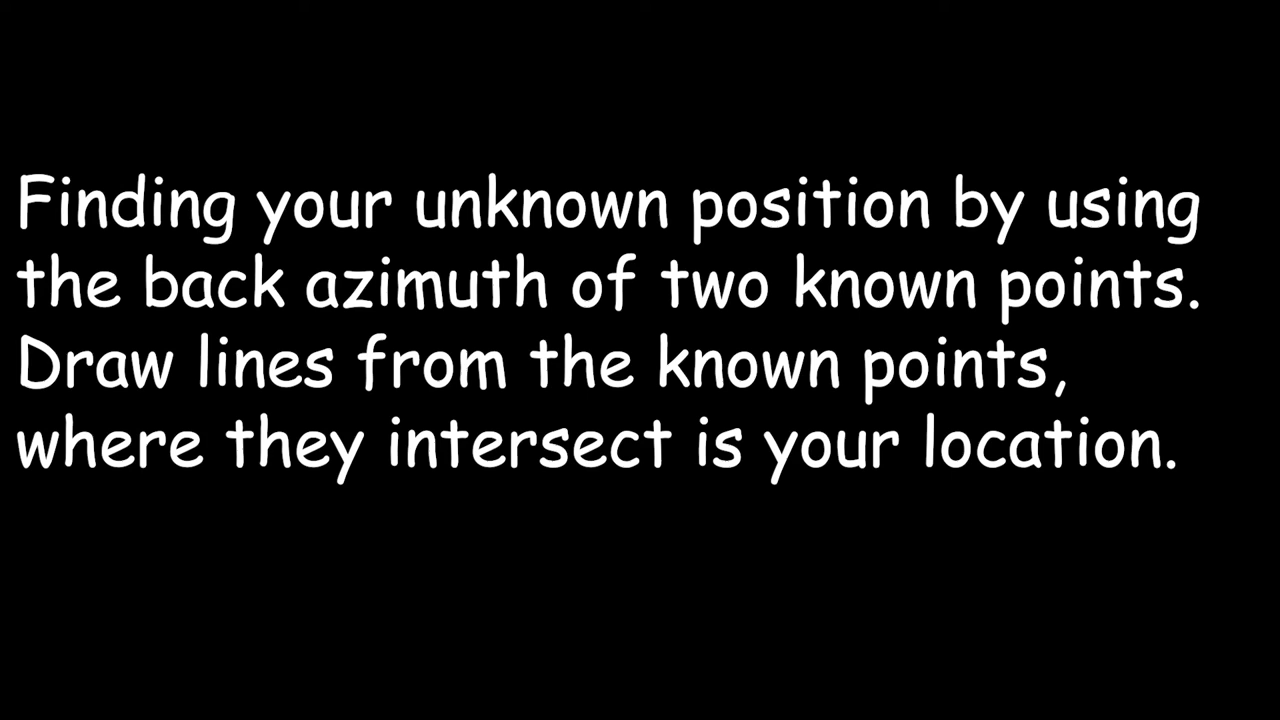 Finding your unknown position by using
the back azimuth of two known points.
Draw lines from the known points,
where they intersect is your location.